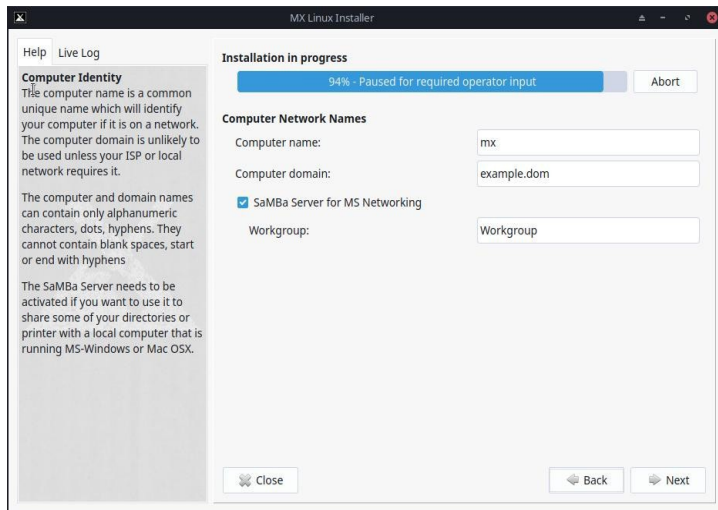 MX Linux Installer
Help
Live Log
Computer Identity
The computer name is a common
unique name which will identify
your computer if it is on a network.
The computer domain is unlikely to
be used unless your ISP or local
network requires it.
The computer and domain names
can contain only alphanumeric
characters, dots, hyphens. They
cannot contain blank spaces, start
or end with hyphens
The SaMBa Server needs to be
activated if you want to use it to
share some of your directories or
printer with a local computer that is
running MS-Windows or Mac OSX.
Installation in progress
94% - Paused for required operator input
Abort
Computer Network Names
Computer name:
mx
Computer domain:
example.dom
SaMBa Server for MS Networking
Workgroup:
Workgroup
Close
Back
Next